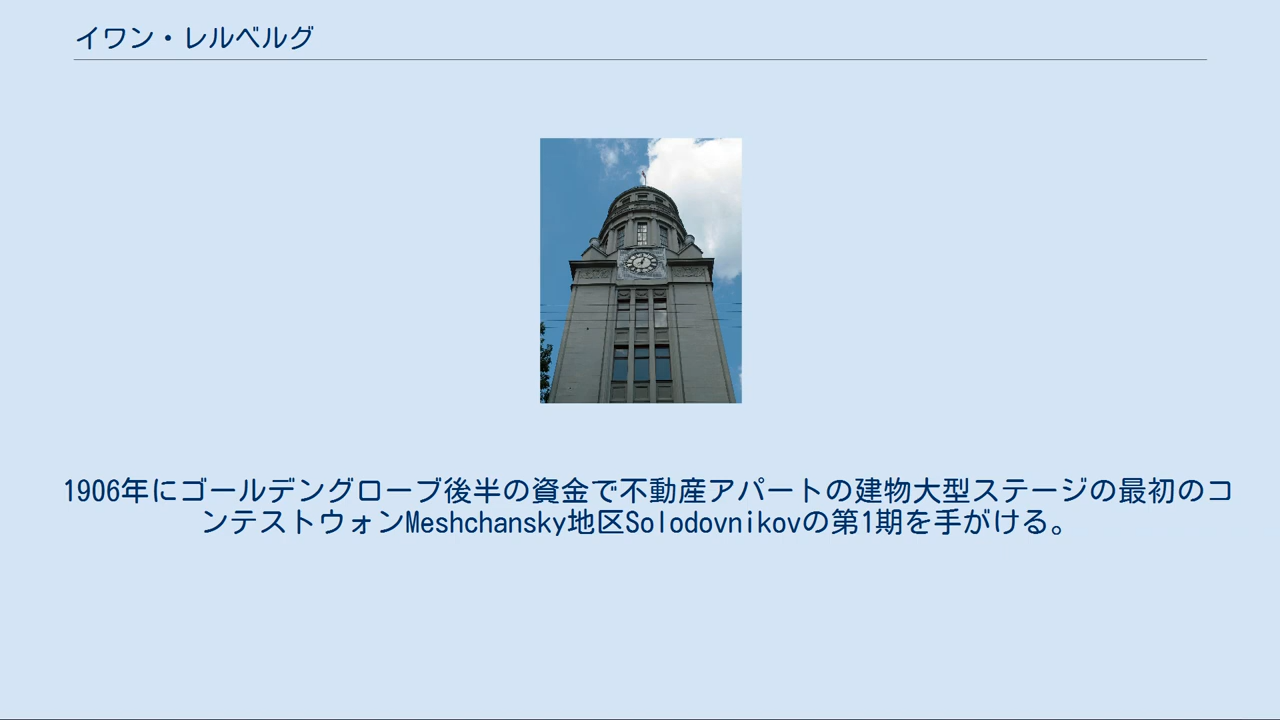 イワン・レルベルグ
1906年にゴールデングローブ後半の資金で不動産アパートの建物大型ステージの最初のコ
ンテストウォンMeshchansky地区Solodovnikovの第1期を手がける。